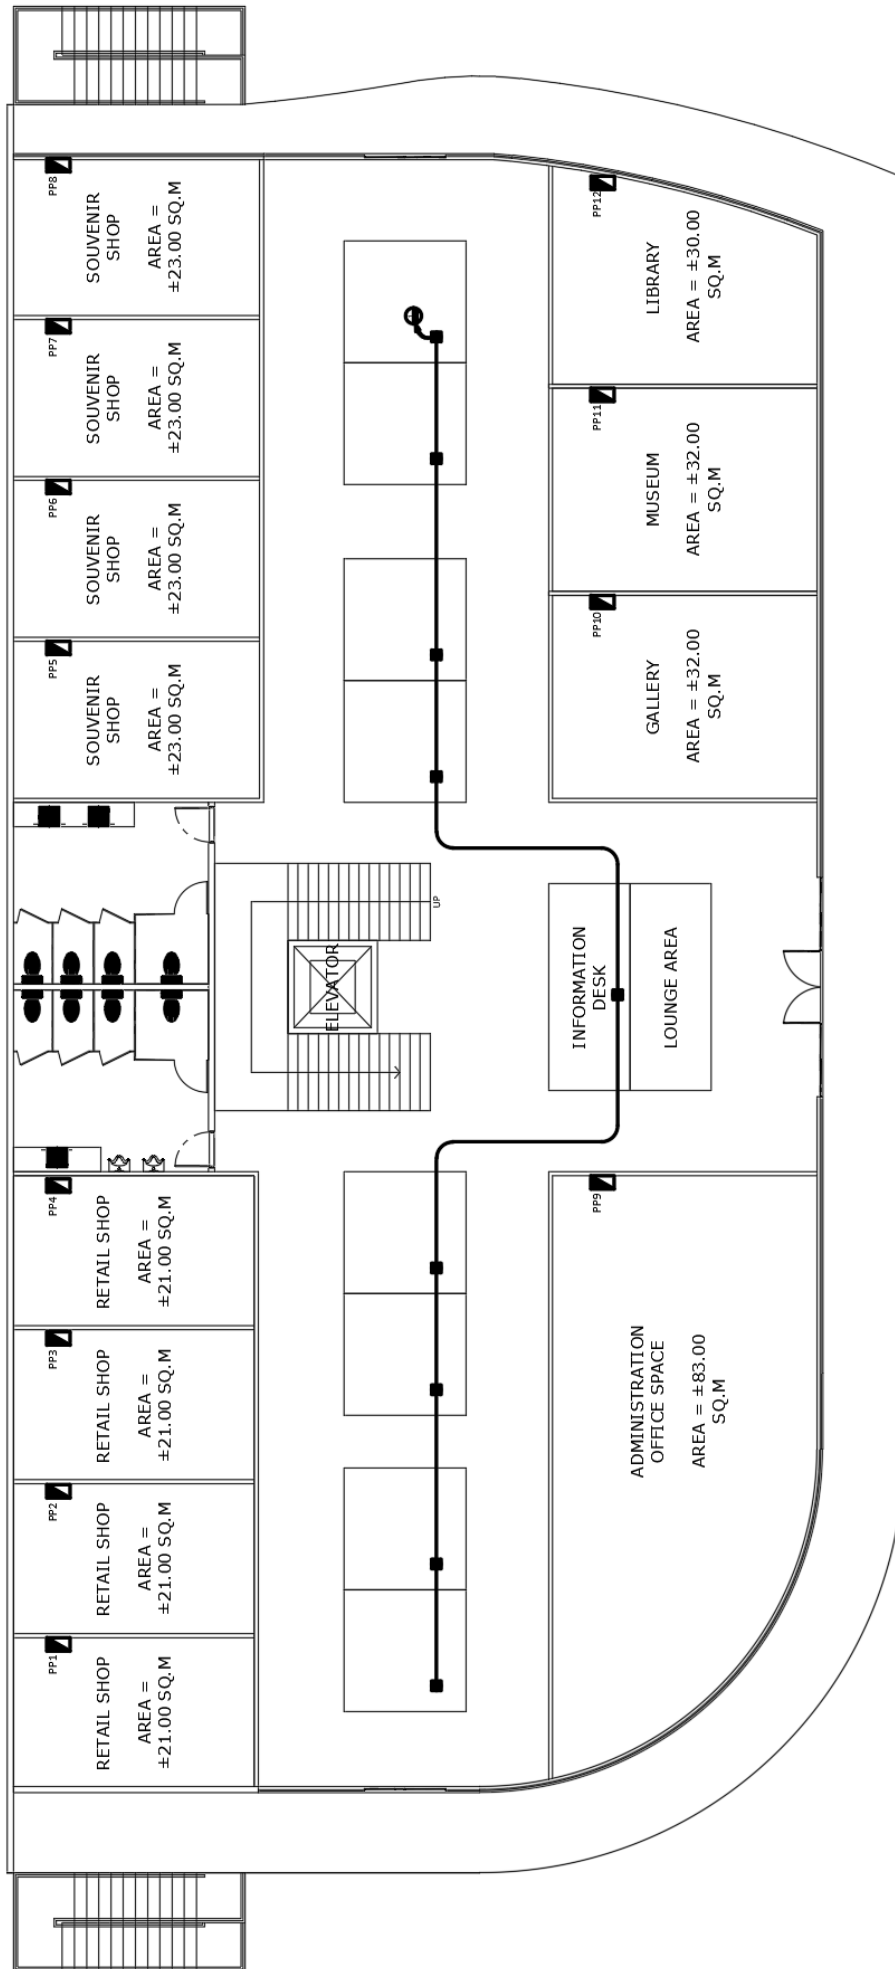 PP8
SOUVENIR
SHOP
AREA =
±23.00 SQ.M
PP7
SOUVENIR
SHOP
AREA =
±23.00 SQ.M
PP6
SOUVENIR
SHOP
AREA =
±23.00 SQ.M
PP5
SOUVENIR
SHOP
AREA =
±23.00 SQ.M
PP12
LIBRARY
AREA = ±30.00
SQ.M
PP11
MUSEUM
AREA = ±32.00
SQ.M
PP10
GALLERY
AREA = ±32.00
SQ.M
UP
ELEVATOR
INFORMATION
DESK
LOUNGE AREA
PP4
RETAIL SHOP
AREA =
±21.00 SQ.M
PP3
RETAIL SHOP
AREA =
±21.00 SQ.M
PP2
RETAIL SHOP
AREA =
±21.00 SQ.M
PP1
RETAIL SHOP
AREA =
±21.00 SQ.M
PP9
ADMINISTRATION
OFFICE SPACE
AREA = ±83.00
SQ.M